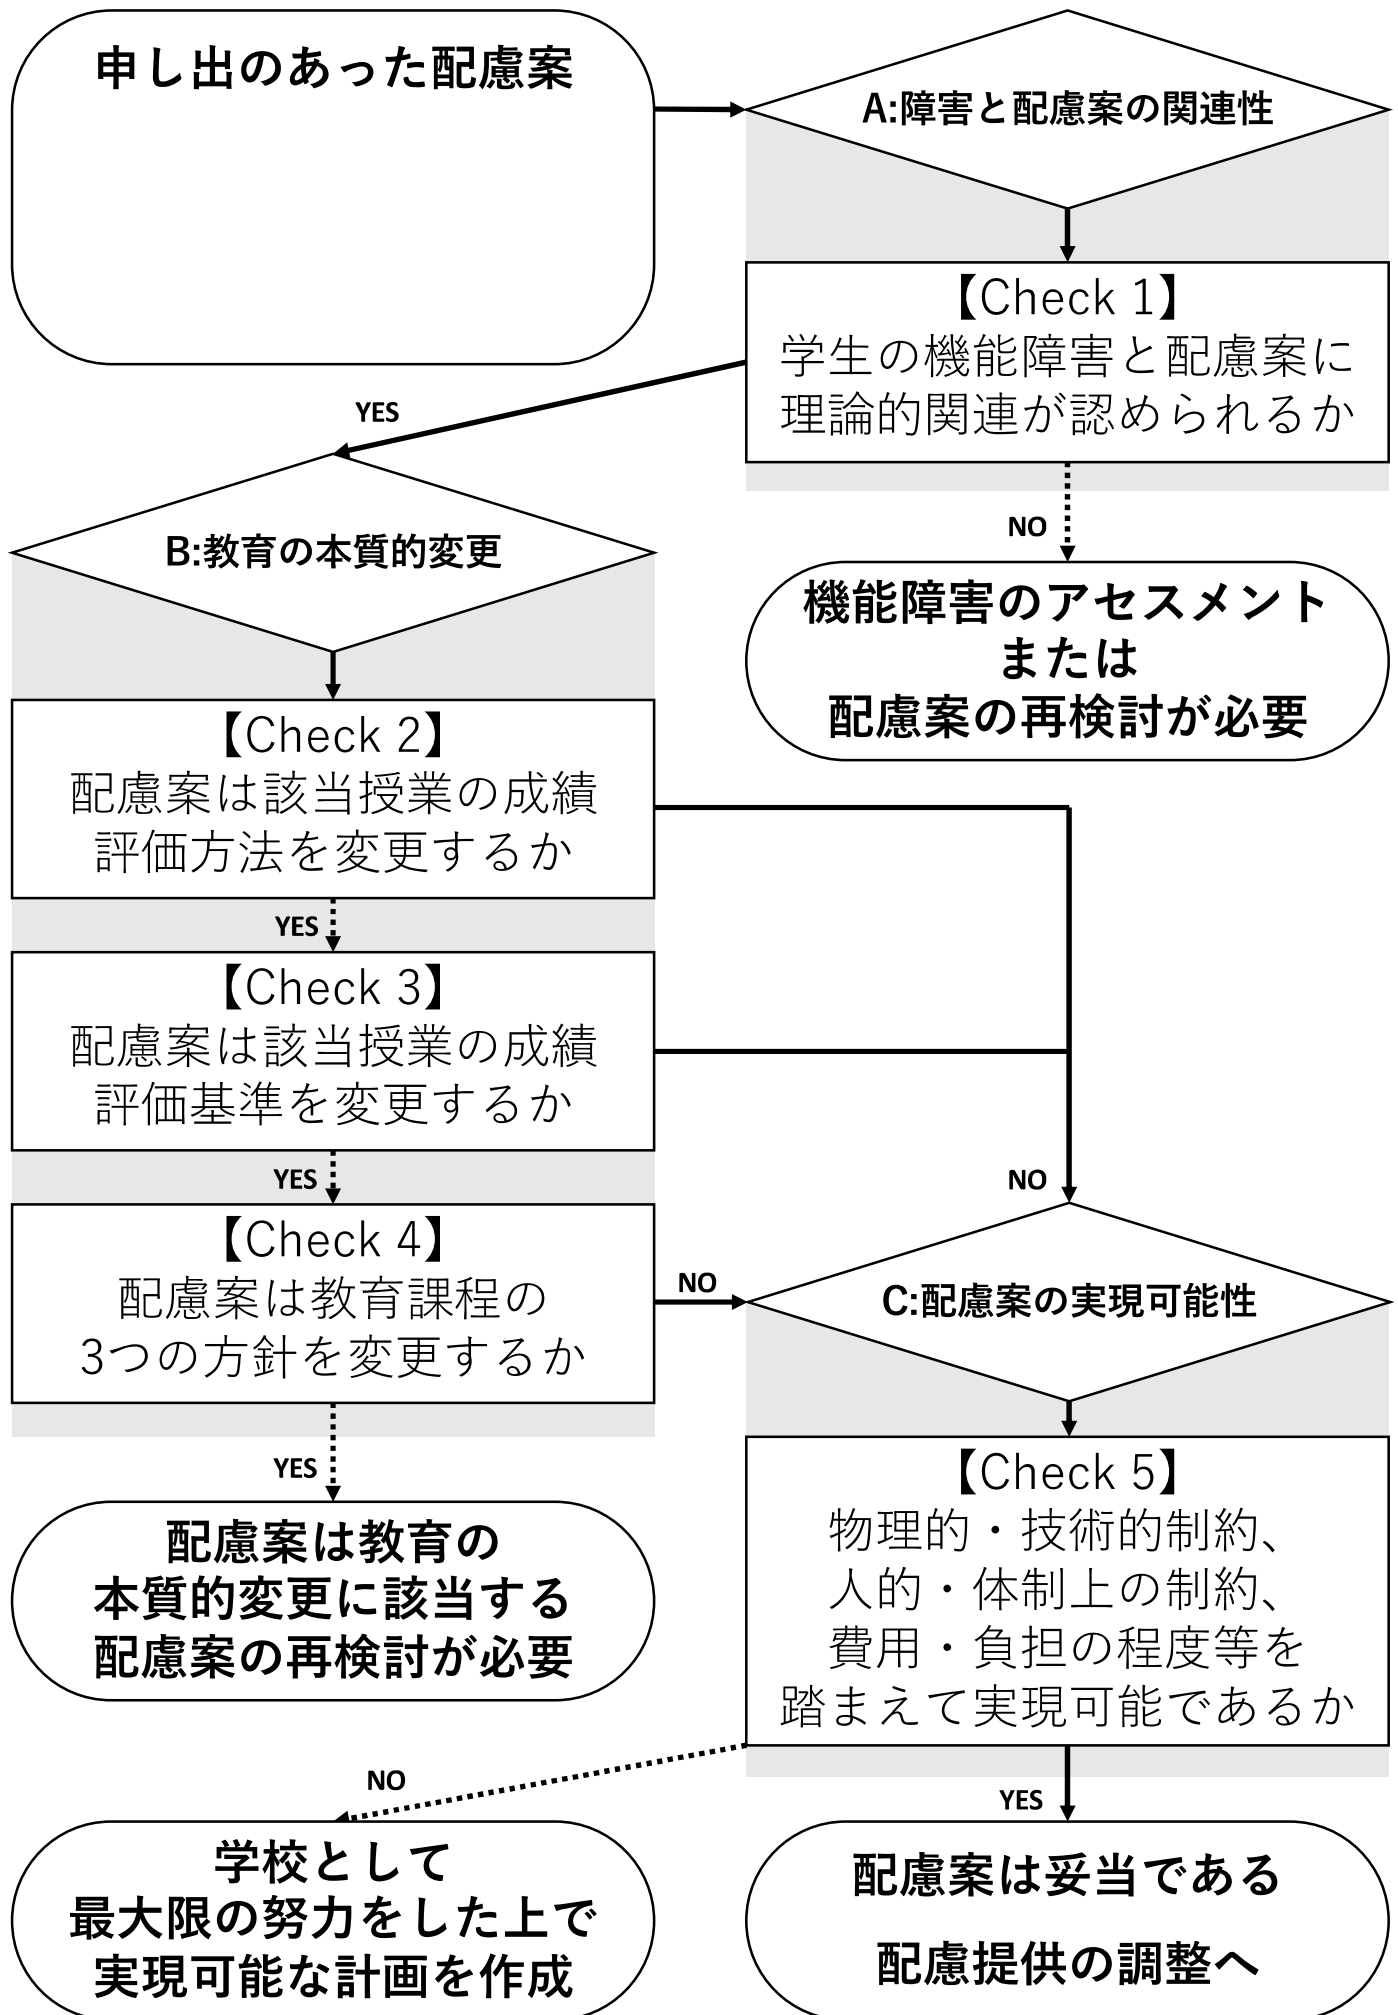 申し出のあった配慮案
A:障害と配慮案の関連性
【Check 1】
学生の機能障害と配慮案に
理論的関連が認められるか
YES
NO
B:教育の本質的変更
機能障害のアセスメント
または
配慮案の再検討が必要
【Check 2】
配慮案は該当授業の成績
評価方法を変更するか
YES
【Check 3】
配慮案は該当授業の成績
評価基準を変更するか
YES
NO
【Check 4】
配慮案は教育課程の
3つの方針を変更するか
NO
C:配慮案の実現可能性
YES
配慮案は教育の
本質的変更に該当する
配慮案の再検討が必要
【Check 5】
物理的・技術的制約、
人的・体制上の制約、
費用・負担の程度等を
踏まえて実現可能であるか
NO
YES
学校として
最大限の努力をした上で
実現可能な計画を作成
配慮案は妥当である
配慮提供の調整へ